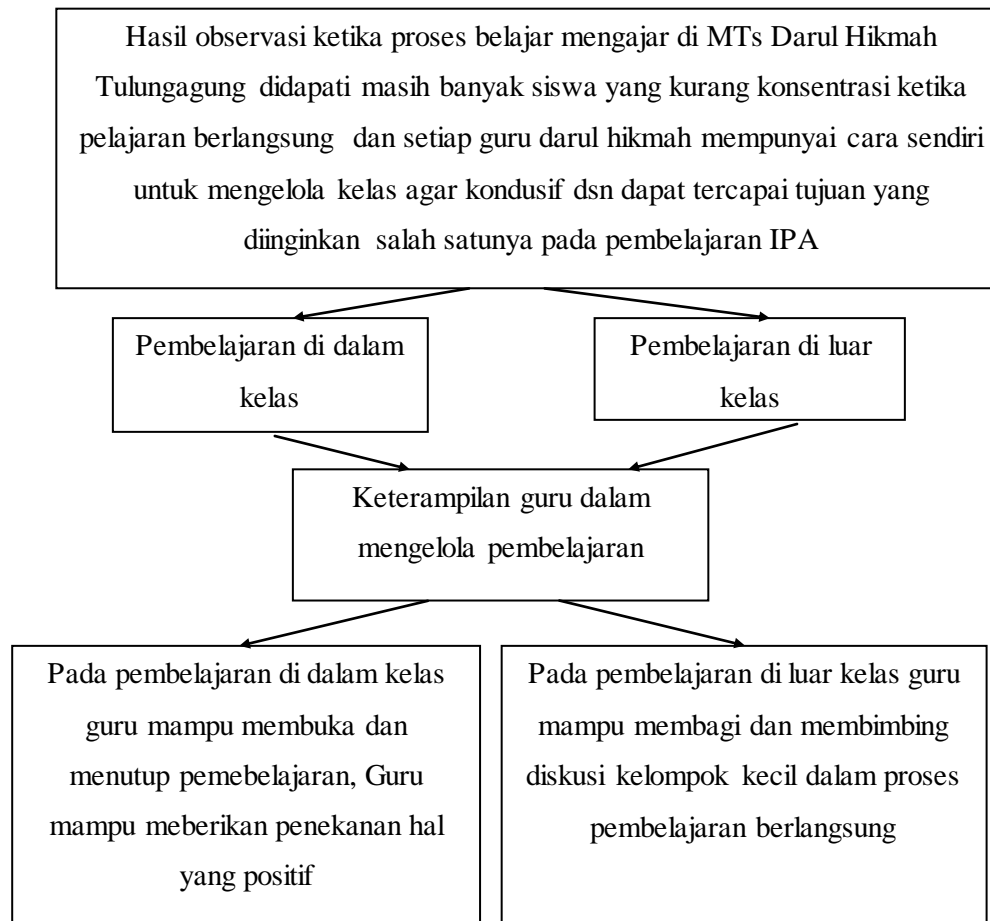 Hasil observasi ketika proses belajar mengajar di MTs Darul Hikmah
Tulungagung didapati masih banyak siswa yang kurang konsentrasi ketika
pelajaran berlangsung dan setiap guru darul hikmah mempunyai cara sendiri
untuk mengelola kelas agar kondusif dsn dapat tercapai tujuan yang
diinginkan salah satunya pada pembelajaran IPA
Pembelajaran di dalam
kelas
Pembelajaran di luar
kelas
Keterampilan guru dalam
mengelola pembelajaran
Pada pembelajaran di dalam kelas
guru mampu membuka dan
menutup pemebelajaran, Guru
mampu meberikan penekanan hal
yang positif
Pada pembelajaran di luar kelas guru
mampu membagi dan membimbing
diskusi kelompok kecil dalam proses
pembelajaran berlangsung